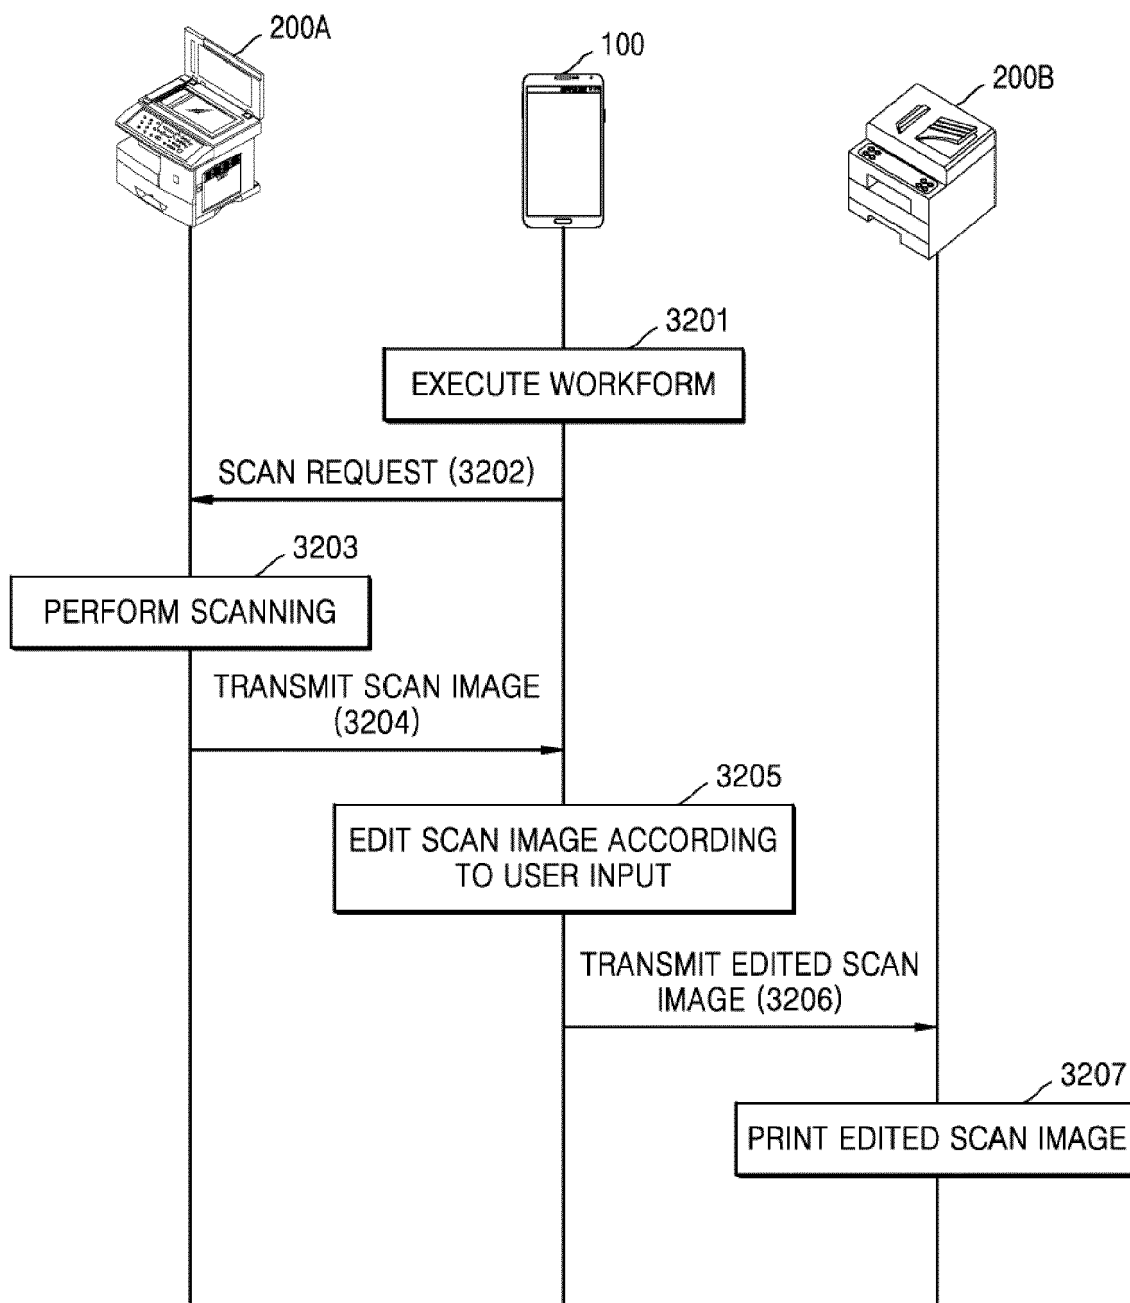 200A
100
200B
3201
EXECUTE WORKFORM
SCAN REQUEST (3202)
3203
PERFORM SCANNING
TRANSMIT SCAN IMAGE
(3204)
3205
EDIT SCAN IMAGE ACCORDING
TO USER INPUT
TRANSMIT EDITED SCAN
IMAGE (3206)
3207
PRINT EDITED SCAN IMAGE